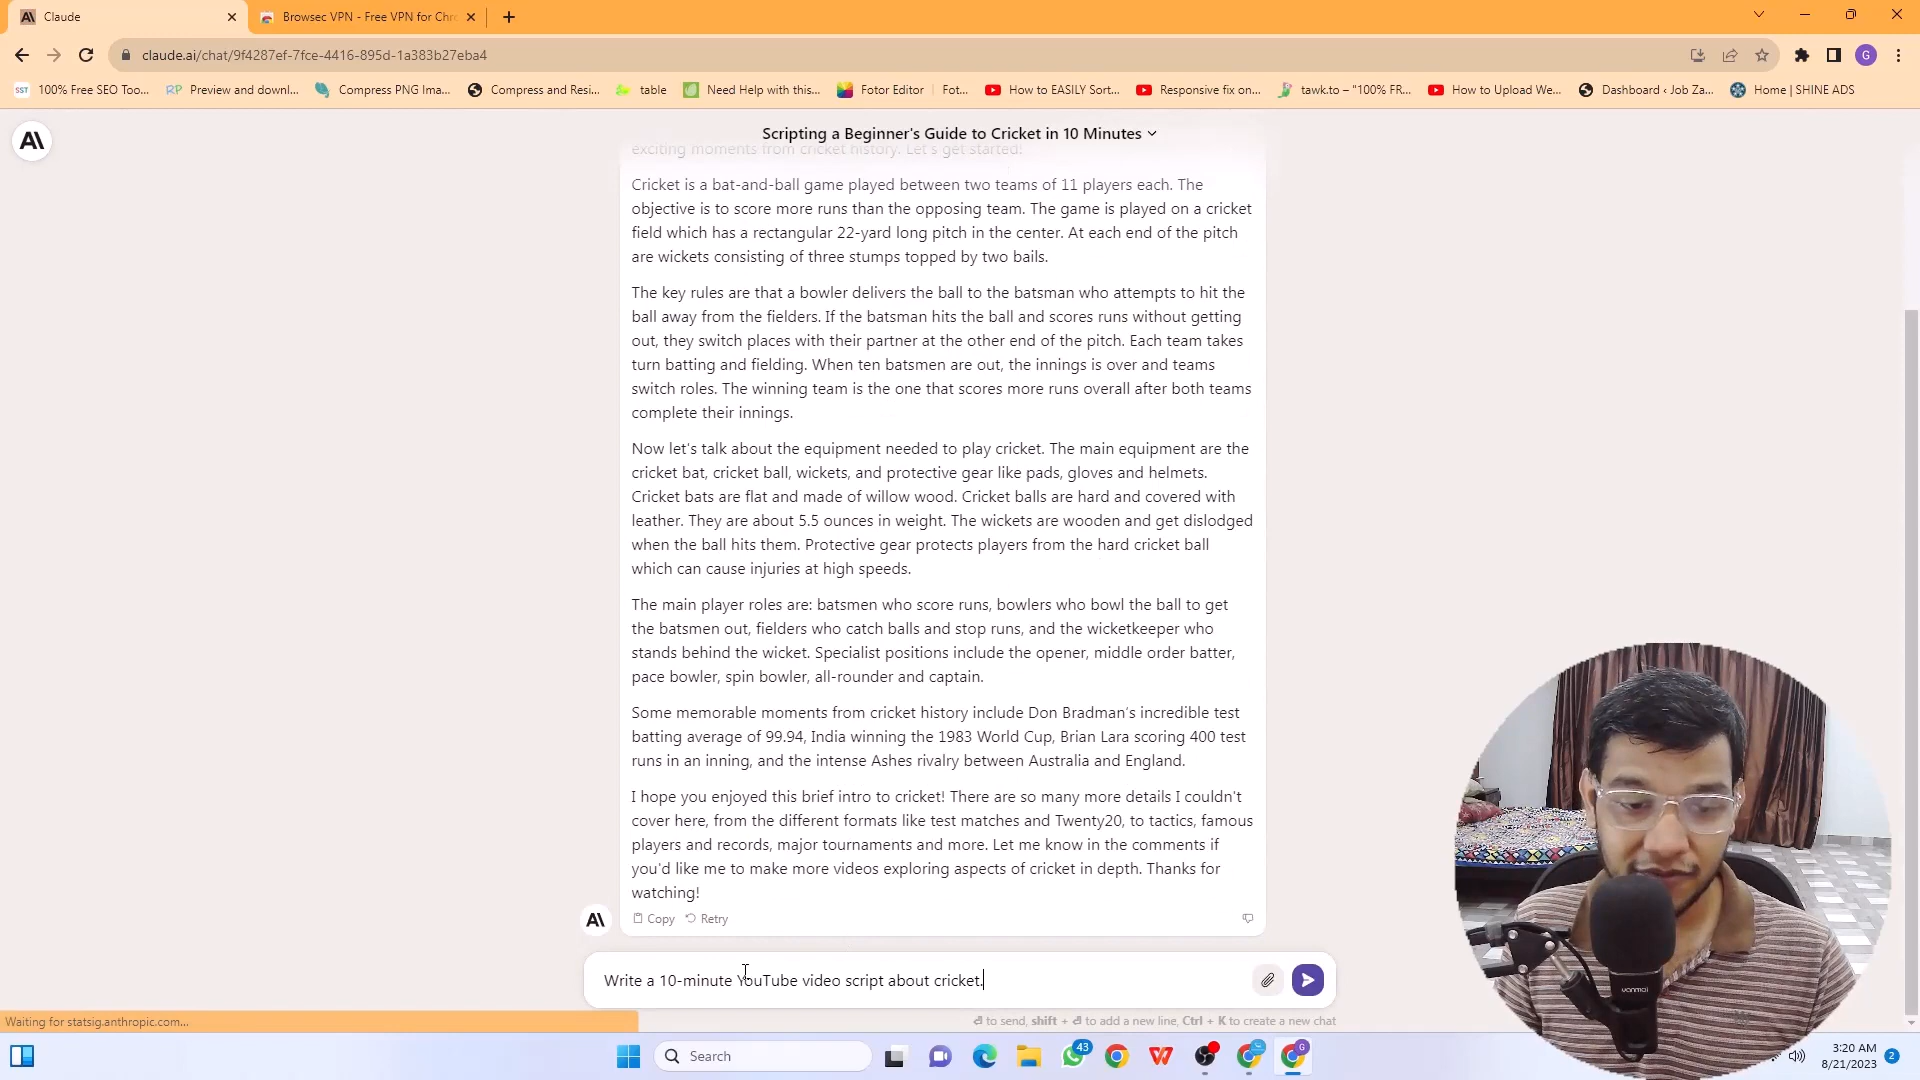 Claude
Browsec VPN - Free VPN for Chr
claude.ai/chat/9f4287ef-7fce-4416-895d-1a383b27eba4
G
SST 100% Free SEO Too...
RP Preview and downl...
Compress PNG Ima...
Compress and Resi...
table
Need Help with this...
Fotor Editor
Fot...
How to EASILY Sort...
Responsive fix on...
tawk.to – "100% FR...
How to Upload We...
Dashboard ‹ Job Za...
Home | SHINE ADS
Scripting a Beginner's Guide to Cricket in 10 Minutes
exciting moments from cricket history. Let's get started:
Cricket is a bat-and-ball game played between two teams of 11 players each. The
objective is to score more runs than the opposing team. The game is played on a cricket
field which has a rectangular 22-yard long pitch in the center. At each end of the pitch
are wickets consisting of three stumps topped by two bails.
The key rules are that a bowler delivers the ball to the batsman who attempts to hit the
ball away from the fielders. If the batsman hits the ball and scores runs without getting
out, they switch places with their partner at the other end of the pitch. Each team takes
turn batting and fielding. When ten batsmen are out, the innings is over and teams
switch roles. The winning team is the one that scores more runs overall after both teams
complete their innings.
Now let's talk about the equipment needed to play cricket. The main equipment are the
cricket bat, cricket ball, wickets, and protective gear like pads, gloves and helmets.
Cricket bats are flat and made of willow wood. Cricket balls are hard and covered with
leather. They are about 5.5 ounces in weight. The wickets are wooden and get dislodged
when the ball hits them. Protective gear protects players from the hard cricket ball
which can cause injuries at high speeds.
The main player roles are: batsmen who score runs, bowlers who bowl the ball to get
the batsmen out, fielders who catch balls and stop runs, and the wicketkeeper who
stands behind the wicket. Specialist positions include the opener, middle order batter,
pace bowler, spin bowler, all-rounder and captain.
Some memorable moments from cricket history include Don Bradman's incredible test
batting average of 99.94, India winning the 1983 World Cup, Brian Lara scoring 400 test
runs in an inning, and the intense Ashes rivalry between Australia and England.
I hope you enjoyed this brief intro to cricket! There are so many more details I couldn't
cover here, from the different formats like test matches and Twenty20, to tactics, famous
players and records, major tournaments and more. Let me know in the comments if
you'd like me to make more videos exploring aspects of cricket in depth. Thanks for
watching!
Copy Retry
Write a 10-minute YouTube video script about cricket.
Waiting for statsig.anthropic.com...
to send, shift + to add a new line, Ctrl + K to create a new chat
vanmai
Search
43
G
3:20 AM
8/21/2023
2